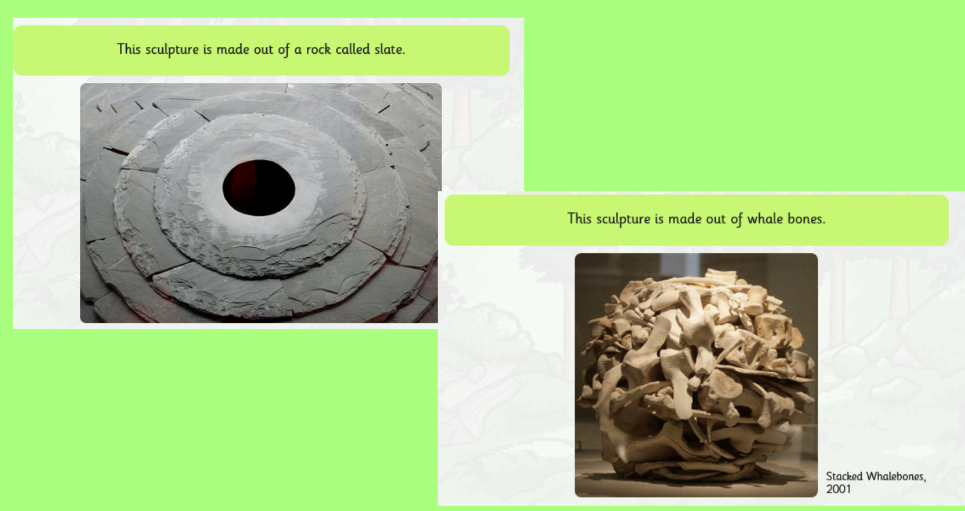 This sculpture is made out of a rock called slate.
This sculpture is made out of whale bones.
Stacked Whalebones,
2001